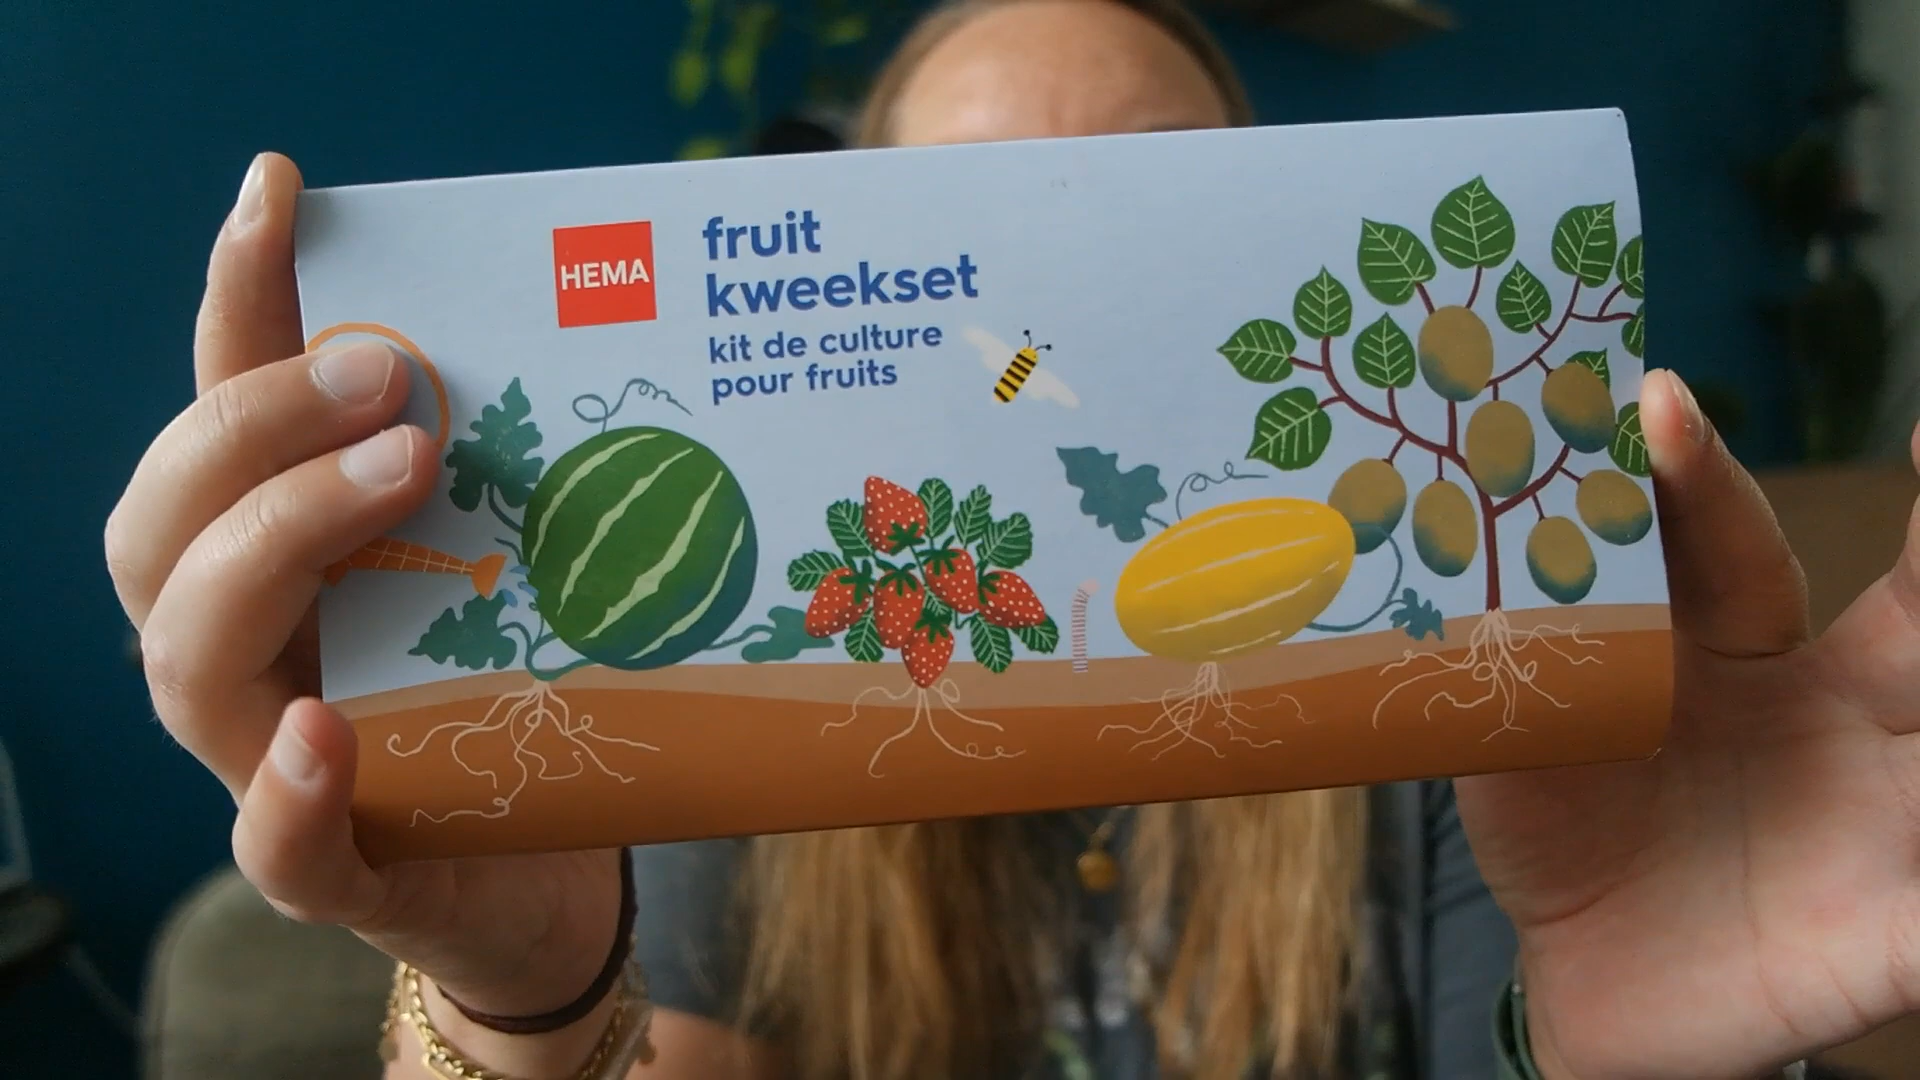 HEMA
fruit
kweekset
kit de culture
pour fruits